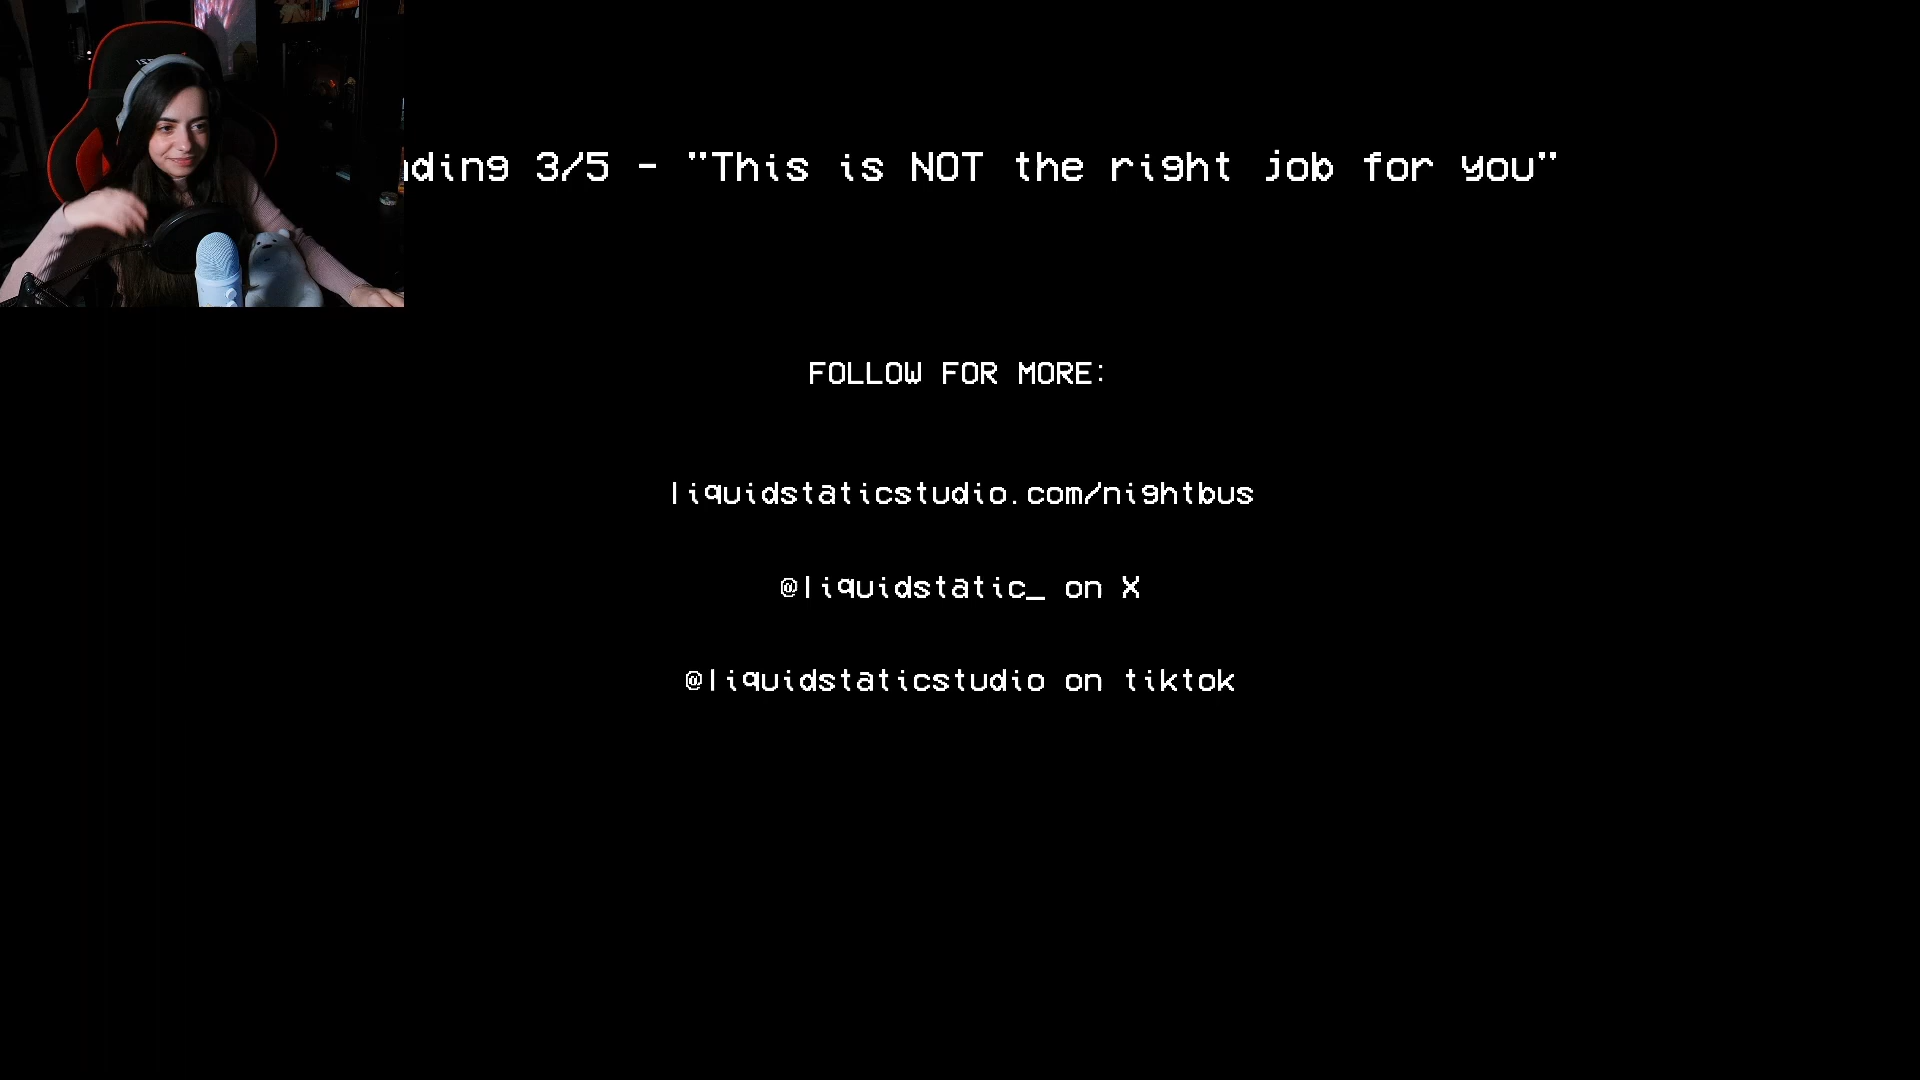 3/5 - "This is NOT the right job for you"
FOLLOW FOR MORE:
liquidstaticstudio.com/nightbus
@liquidstatic_ on X
@liquidstaticstudio on tiktok